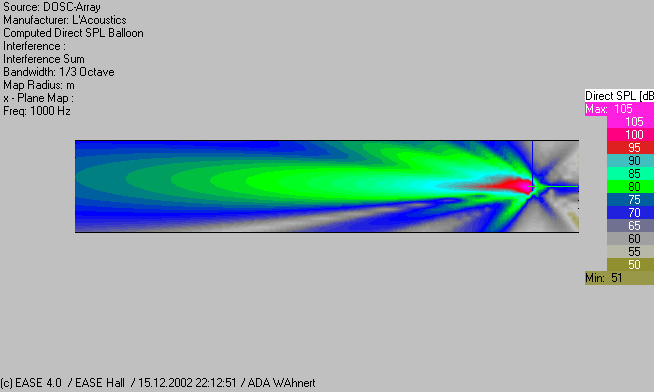 Source: DOSC-Array
Manufacturer: L'Acoustics
Computed Direct SPL Balloon
Interference :
Interference Sum
Bandwidth: 1/3 Octave
Map Radius: m
x - Plane Map :
Freq: 1000 Hz
Direct SPL [dB
Max: 105
105
100
95
90
85
80
75
70
65
60
55
50
Min: 51
(c) EASE 4.0 / EASE Hall / 15.12.2002 22:12:51 / ADA WAhnert